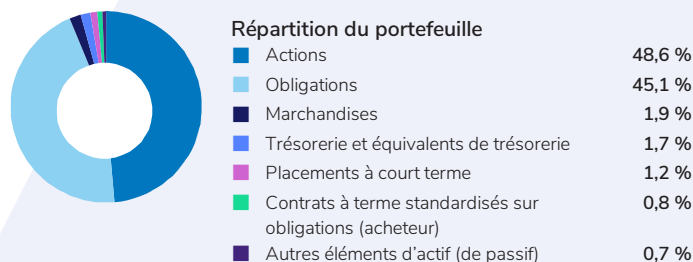 Répartition du portefeuille
Actions 48,6 %
Obligations 45,1 %
Marchandises 1,9 %
Trésorerie et équivalents de trésorerie 1,7 %
Placements à court terme 1,2 %
Contrats à terme standardisés sur 0,8 %
obligations (acheteur)
Autres éléments d’actif (de passif) 0,7 %